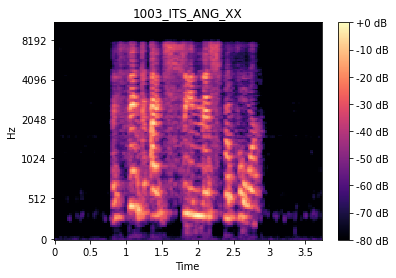 1003_ITS_ANG_XX
+0 dB
8192
-10 dB
4096
-20 dB
-30 dB
2048
Hz
-40 dB
1024
-50 dB
512
-60 dB
-70 dB
0
-80 dB
0 0.5 1 1.5 2 2.5 3 3.5
Time